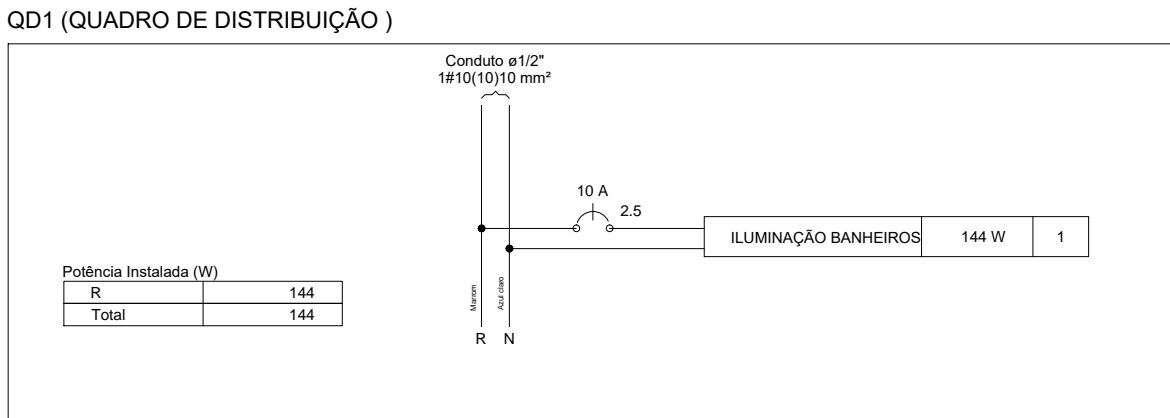 QD1 (QUADRO DE DISTRIBUIÇÃO )
Conduto ø1/2"
1#10(10)10 mm²
10 A
2.5
ILUMINAÇÃO BANHEIROS 144 W 1
Potência Instalada (W)
R 144
Total 144
Marrom
Azul claro
R N